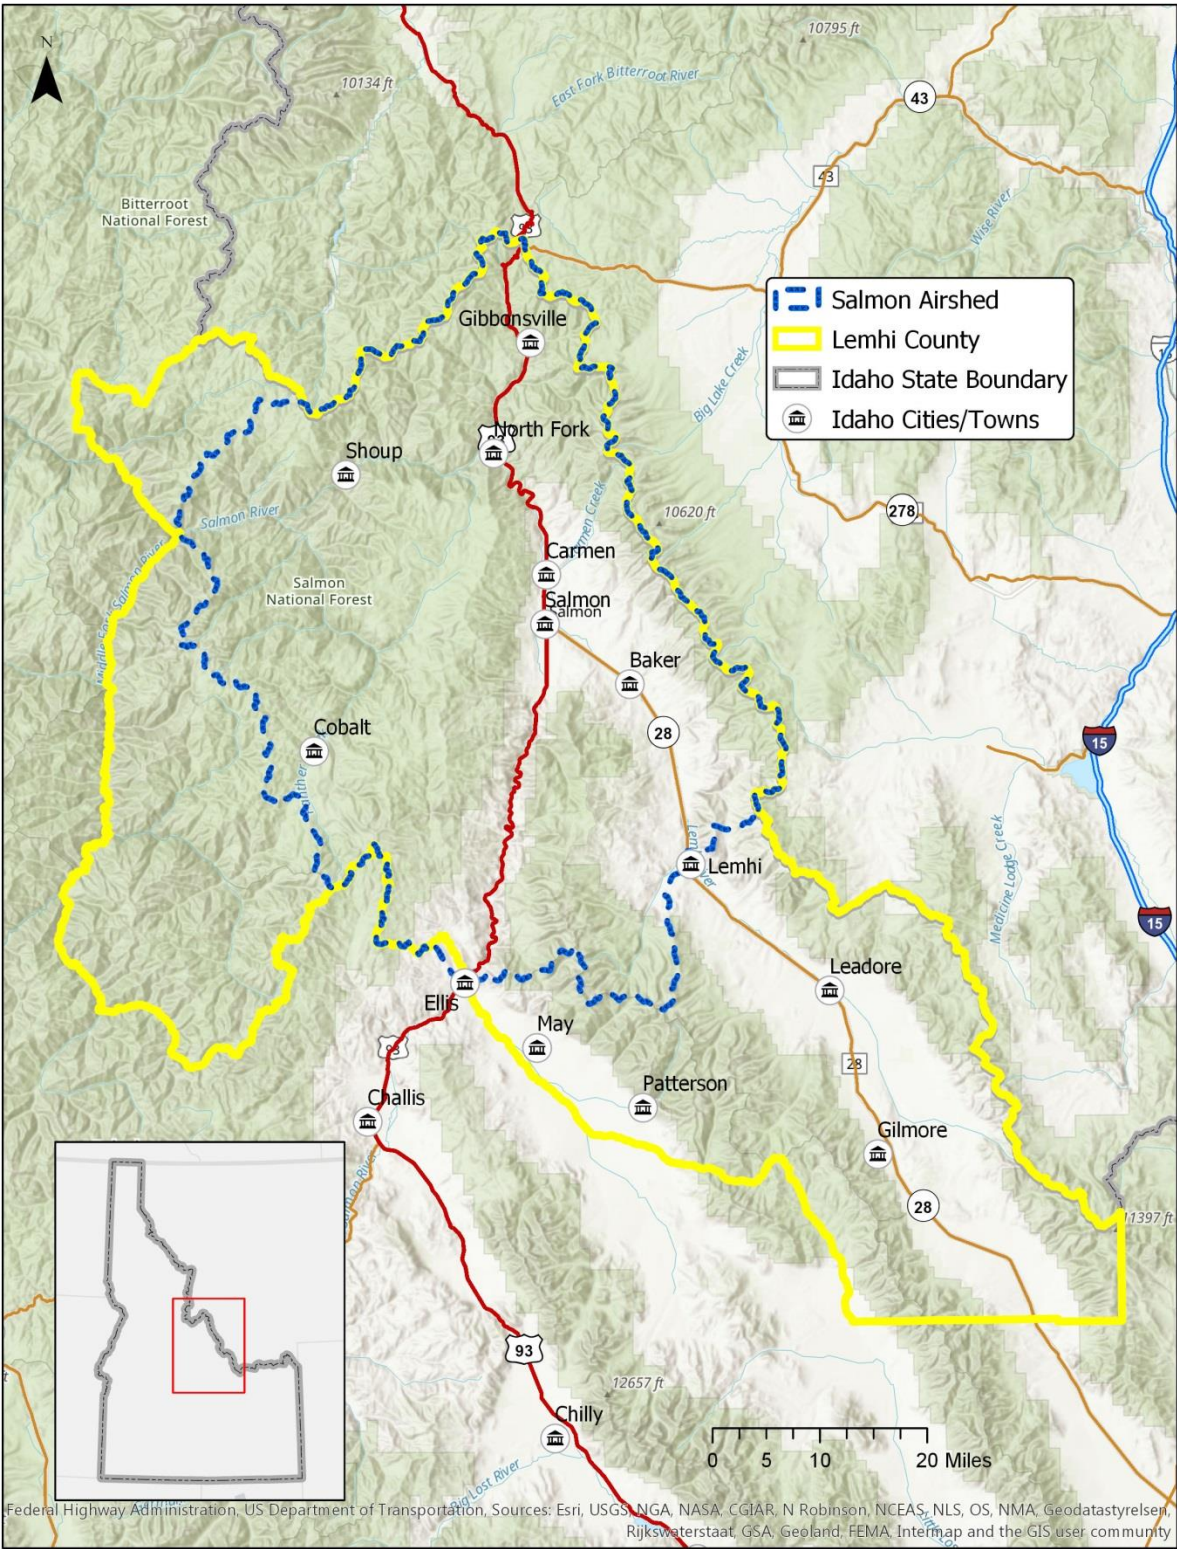 N
10795 ft
10134 ft
East Fork Bitterroot River
43
43
Bitterroot
National Forest
Wise River
Salmon Airshed
Lemhi County
Idaho State Boundary
Idaho Cities/Towns
Gibbonsville
Big Lake Creek
North Fork
Shoup
Salmon River
278
10620 ft
Carmen
Salmon
Salmon
Salmon
National Forest
Middle Fork Salmon River
Baker
28
Cobalt
15
Lemhi
Medicine Lodge Creek
15
Leadore
Ellis
May
28
Patterson
Challis
Gilmore
28
11397 ft
93
12657 ft
Chilly
Big Lost River
0 5 10 20 Miles
Federal Highway Administration, US Department of Transportation, Sources: Esri, USGS, NGA, NASA, CGIAR, N Robinson, NCEAS, NLS, OS, NMA, Geodatastyrelsen,
Rijkswaterstaat, GSA, Geoland, FEMA, Intermap and the GIS user community